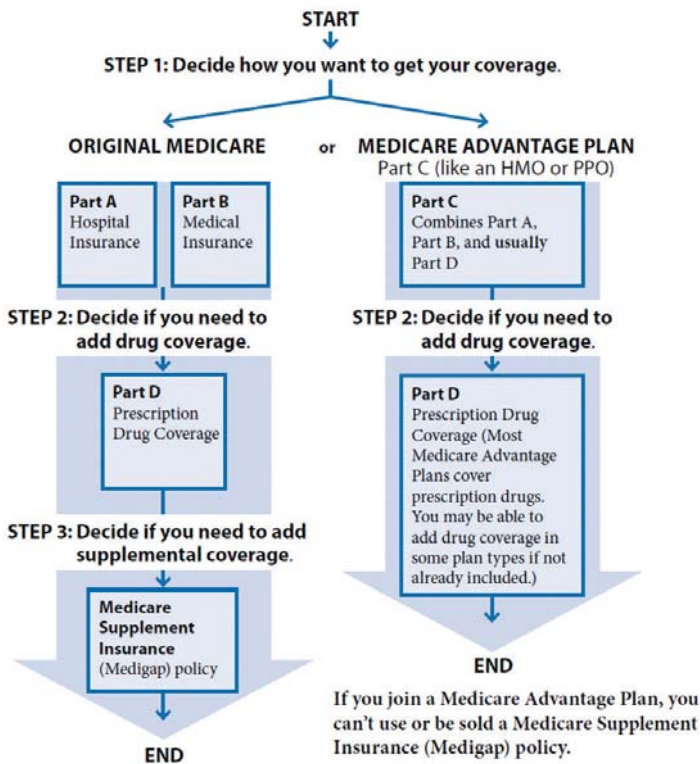 START
STEP 1: Decide how you want to get your coverage.
ORIGINAL MEDICARE
or
MEDICARE ADVANTAGE PLAN
Part C (like an HMO or PPO)
Part A
Hospital
Insurance
Part B
Medical
Insurance
STEP 2: Decide if you need to
add drug coverage.
Part D
Prescription
Drug Coverage
STEP 3: Decide if you need to add
supplemental coverage.
Medicare
Supplement
Insurance
(Medigap) policy
END
Part C
Combines Part A,
Part B, and usually
Part D
STEP 2: Decide if you need to
add drug coverage.
Part D
Prescription Drug
Coverage (Most
Medicare Advantage
Plans cover
prescription drugs.
You may be able to
add drug coverage in
some plan types if not
already included.)
END
If you join a Medicare Advantage Plan, you
can't use or be sold a Medicare Supplement
Insurance (Medigap) policy.